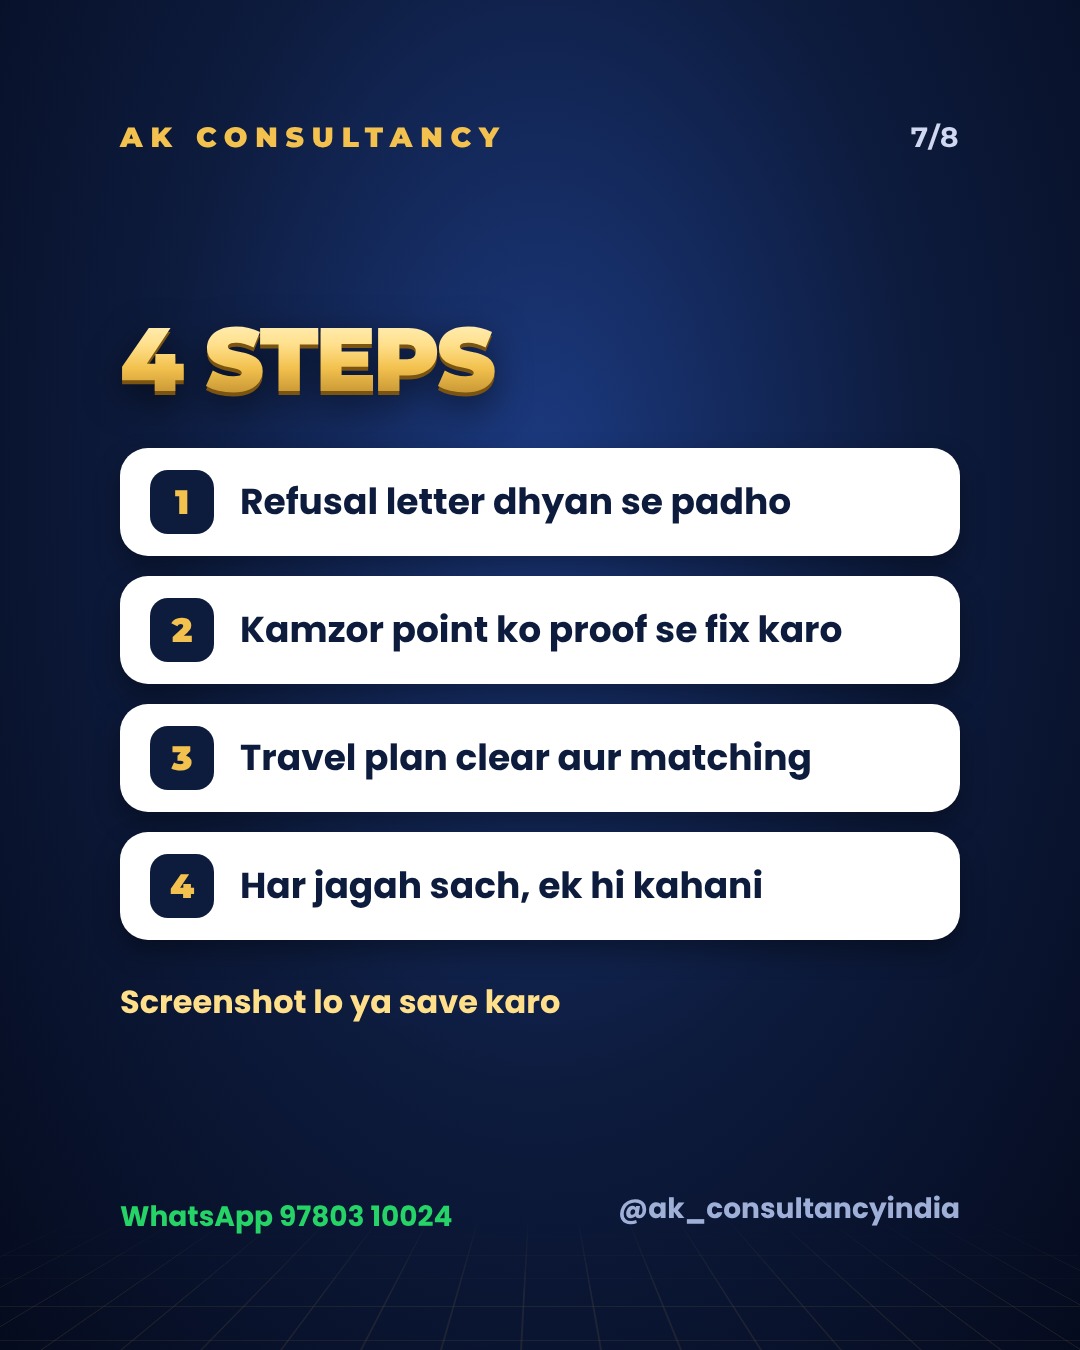 AK CONSULTANCY
7/8
4 STEPS
1 Refusal letter dhyan se padho
2 Kamzor point ko proof se fix karo
3 Travel plan clear aur matching
4 Har jagah sach, ek hi kahani
Screenshot lo ya save karo
WhatsApp 97803 10024
@ak_consultancyindia